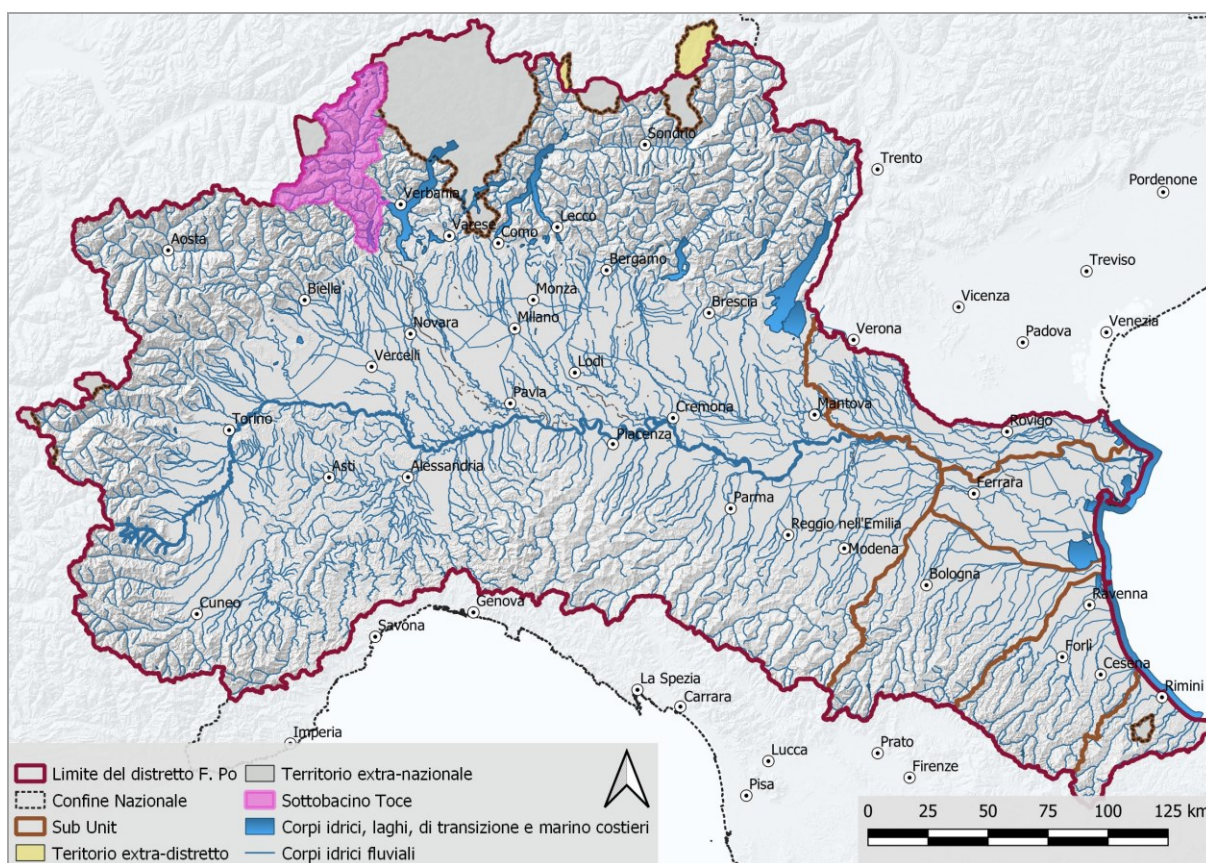 Trento
Sondrio
Pordenone
Verbania
Lecco
Varese
Como
Aosta
Treviso
Bergamo
Biella
Monza
Vicenza
Brescia
Milano
Novara
Verona
Padova
Venezia
Vercelli
Lodi
Pavia
Cremona
Mantova
Torino
Rovigo
Piacenza
Asti
Alessandria
Ferrara
Parma
Reggio nell'Emilia
Modena
Bologna
Cuneo
Genova
Ravenna
Savona
Forlì
Cesena
La Spezia
Rimini
Carrara
Imperia
Lucca
Prato
Firenze
Pisa
Limite del distretto F. Po
Confine Nazionale
Sub Unit
Territorio extra-distretto
Territorio extra-nazionale
Sottobacino Toce
Corpi idrici, laghi, di transizione e marino costieri
Corpi idrici fluviali
0 25 50 75 100 125 km